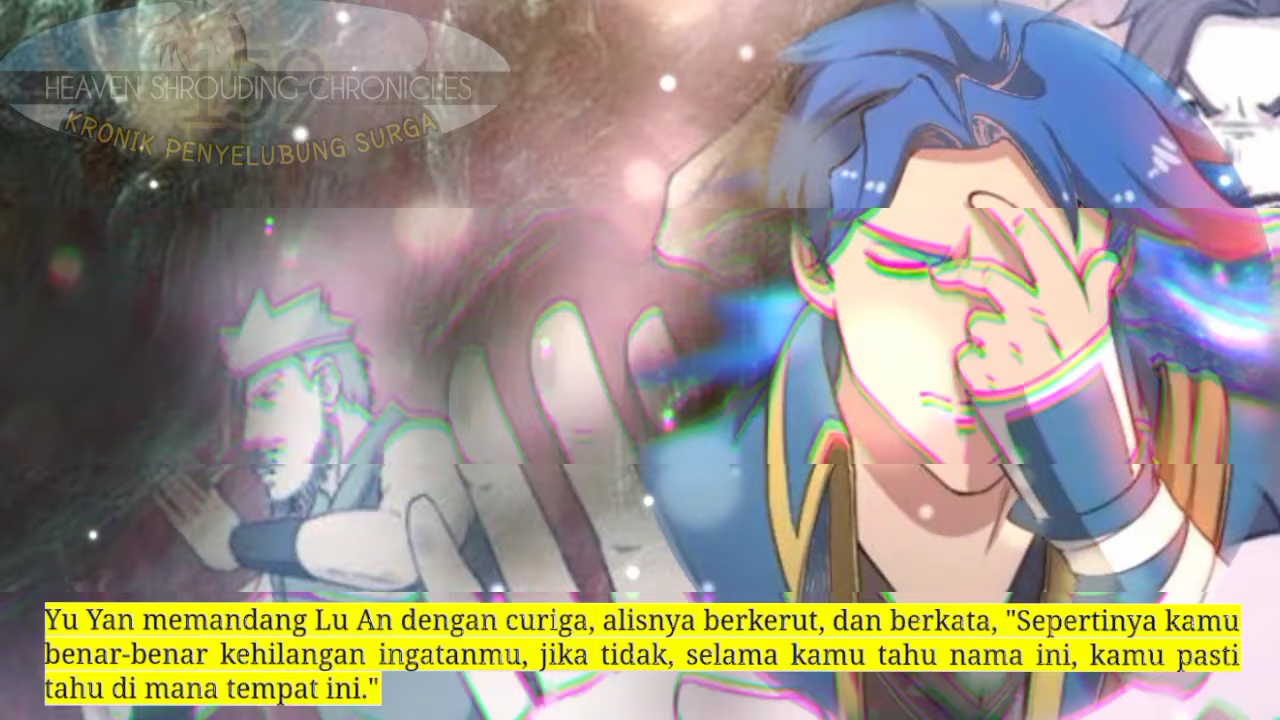 159
HEAVEN SHROUDING CHRONICLES
KRONIK PENYELUBUNG SURGA
Yu Yan memandang Lu An dengan curiga, alisnya berkerut, dan berkata, "Sepertinya kamu
benar-benar kehilangan ingatanmu, jika tidak, selama kamu tahu nama ini, kamu pasti
tahu di mana tempat ini."